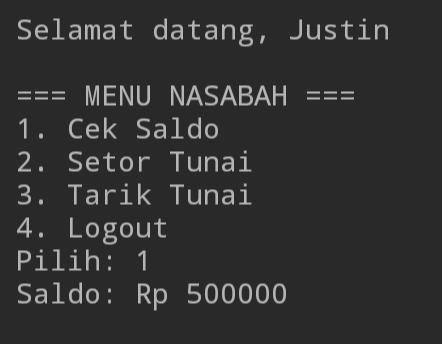 Selamat datang, Justin
=== MENU NASABAH ===
1. Cek Saldo
2. Setor Tunai
3. Tarik Tunai
4. Logout
Pilih: 1
Saldo: Rp 500000